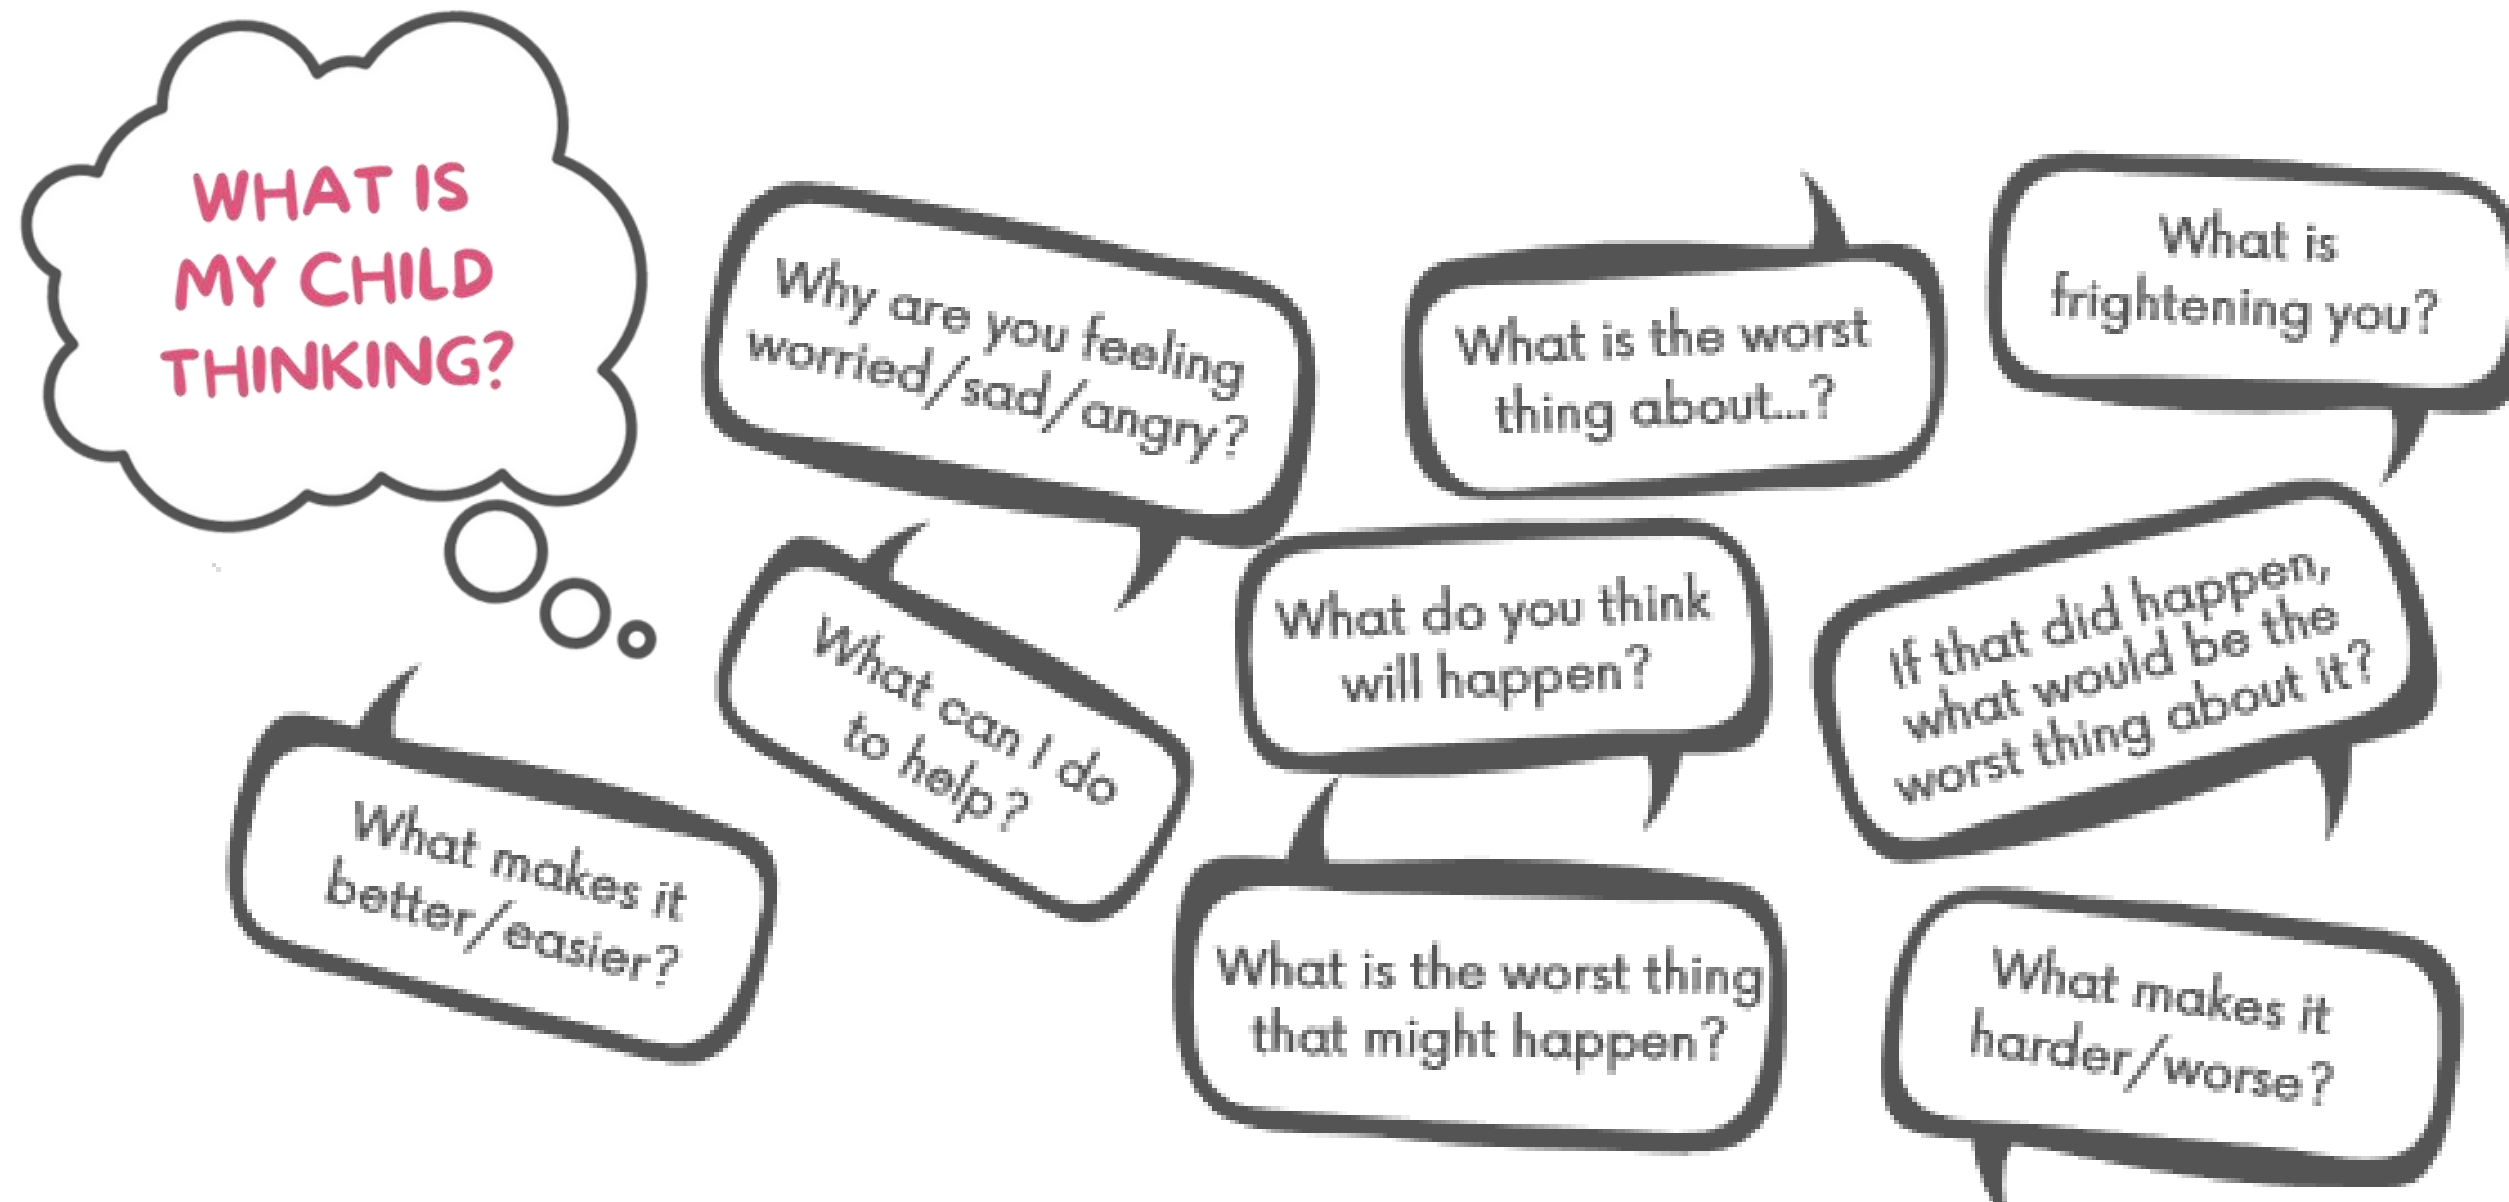 WHAT IS
MY CHILD
THINKING?
Why are you feeling
worried/sad/angry?
What is the worst
thing about...?
What is
frightening you?
What can I do
to help?
What do you think
will happen?
If that did happen,
what would be the
worst thing about it?
What makes it
better/easier?
What is the worst thing
that might happen?
What makes it
harder/worse?